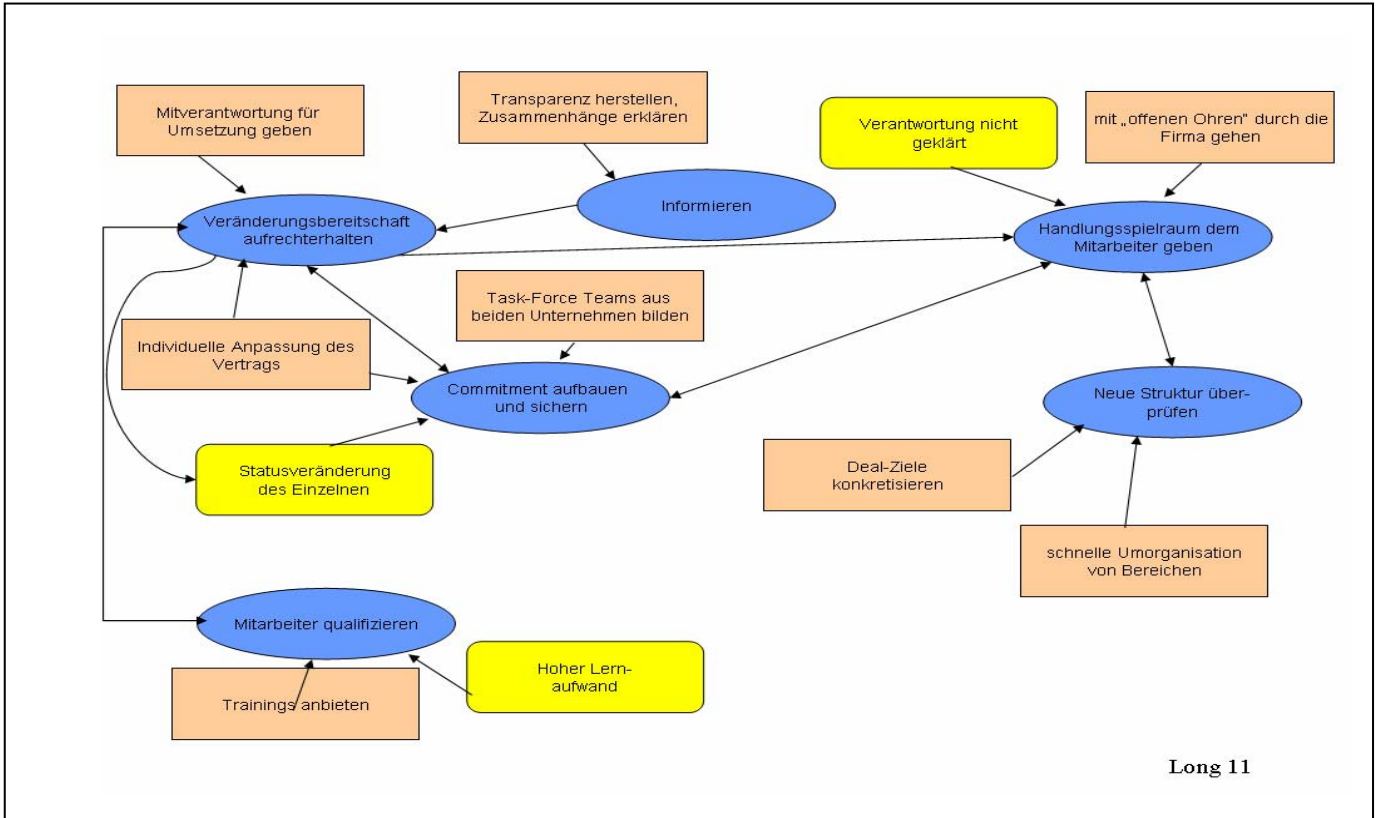 Mitverantwortung für
Umsetzung geben
Transparenz herstellen,
Zusammenhänge erklären
Verantwortung nicht
geklärt
mit „offenen Ohren" durch die
Firma gehen
Veränderungsbereitschaft
aufrechterhalten
Informieren
Handlungsspielraum dem
Mitarbeiter geben
Task-Force Teams aus
beiden Unternehmen bilden
Individuelle Anpassung des
Vertrags
Commitment aufbauen
und sichern
Neue Struktur über-
prüfen
Statusveränderung
des Einzelnen
Deal-Ziele
konkretisieren
schnelle Umorganisation
von Bereichen
Mitarbeiter qualifizieren
Hoher Lern-
aufwand
Trainings anbieten
Long 11